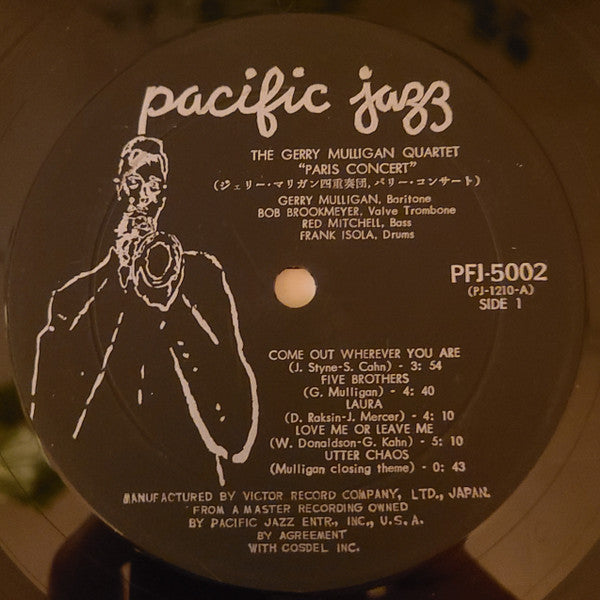 pacific jazz
THE GERRY MULLIGAN QUARTET
"PARIS CONCERT"
(ジェリー・マリガン四重奏団,パリー・コンサート)
GERRY MULLIGAN, Baritone
BOB BROOKMEYER, Valve Trombone
RED MITCHELL, Bass
FRANK ISOLA, Drums
PFJ-5002
(PJ-1210-A)
SIDE 1
COME OUT WHEREVER YOU ARE
(J. Styne-S. Cahn) - 3: 54
FIVE BROTHERS
(G. Mulligan) - 4: 40
LAURA
(D. Raksin-J. Mercer) - 4: 10
LOVE ME OR LEAVE ME
(W. Donaldson-G. Kahn) - 5: 10
UTTER CHAOS
(Mulligan closing theme) - 0: 43
MANUFACTURED BY VICTOR RECORD COMPANY, LTD., JAPAN.
FROM A MASTER RECORDING OWNED
BY PACIFIC JAZZ ENTR., INC., U.S.A.
BY AGREEMENT
WITH COSDEL INC.